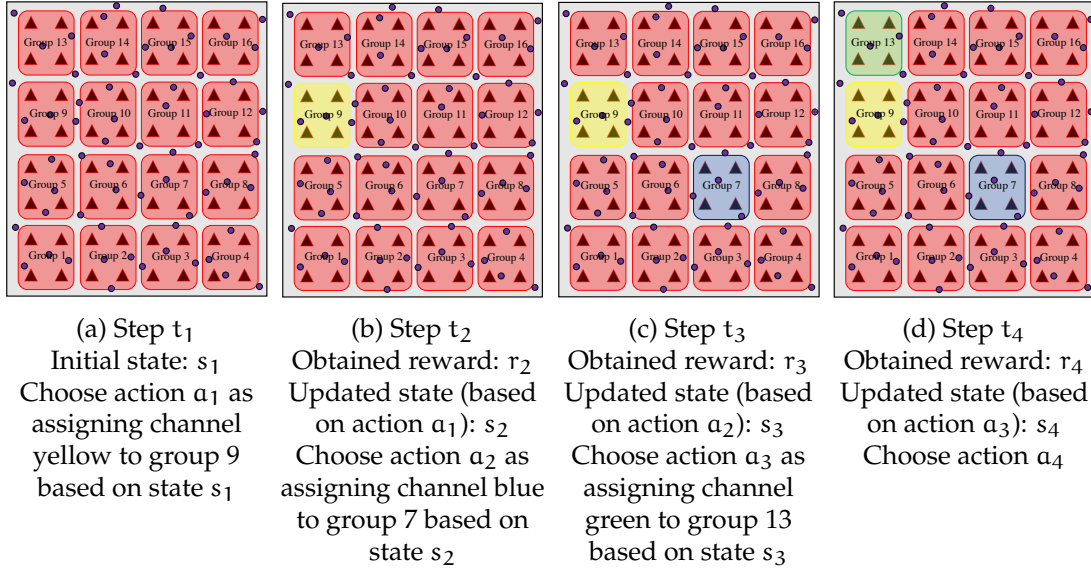 Group 13 Group 14 Group 15 Group 16
Group 9 Group 10 Group 11 Group 12
Group 5 Group 6 Group 7 Group 8
Group 1 Group 2 Group 3 Group 4
(a) Step t₁
Initial state: s₁
Choose action a₁ as
assigning channel
yellow to group 9
based on state s₁
Group 13 Group 14 Group 15 Group 16
Group 9 Group 10 Group 11 Group 12
Group 5 Group 6 Group 7 Group 8
Group 1 Group 2 Group 3 Group 4
(b) Step t₂
Obtained reward: r₂
Updated state (based
on action a₁): s₂
Choose action a₂ as
assigning channel blue
to group 7 based on
state s₂
Group 13 Group 14 Group 15 Group 16
Group 9 Group 10 Group 11 Group 12
Group 5 Group 6 Group 7 Group 8
Group 1 Group 2 Group 3 Group 4
(c) Step t₃
Obtained reward: r₃
Updated state (based
on action a₂): s₃
Choose action a₃ as
assigning channel
green to group 13
based on state s₃
Group 13 Group 14 Group 15 Group 16
Group 9 Group 10 Group 11 Group 12
Group 5 Group 6 Group 7 Group 8
Group 1 Group 2 Group 3 Group 4
(d) Step t₄
Obtained reward: r₄
Updated state (based
on action a₃): s₄
Choose action a₄